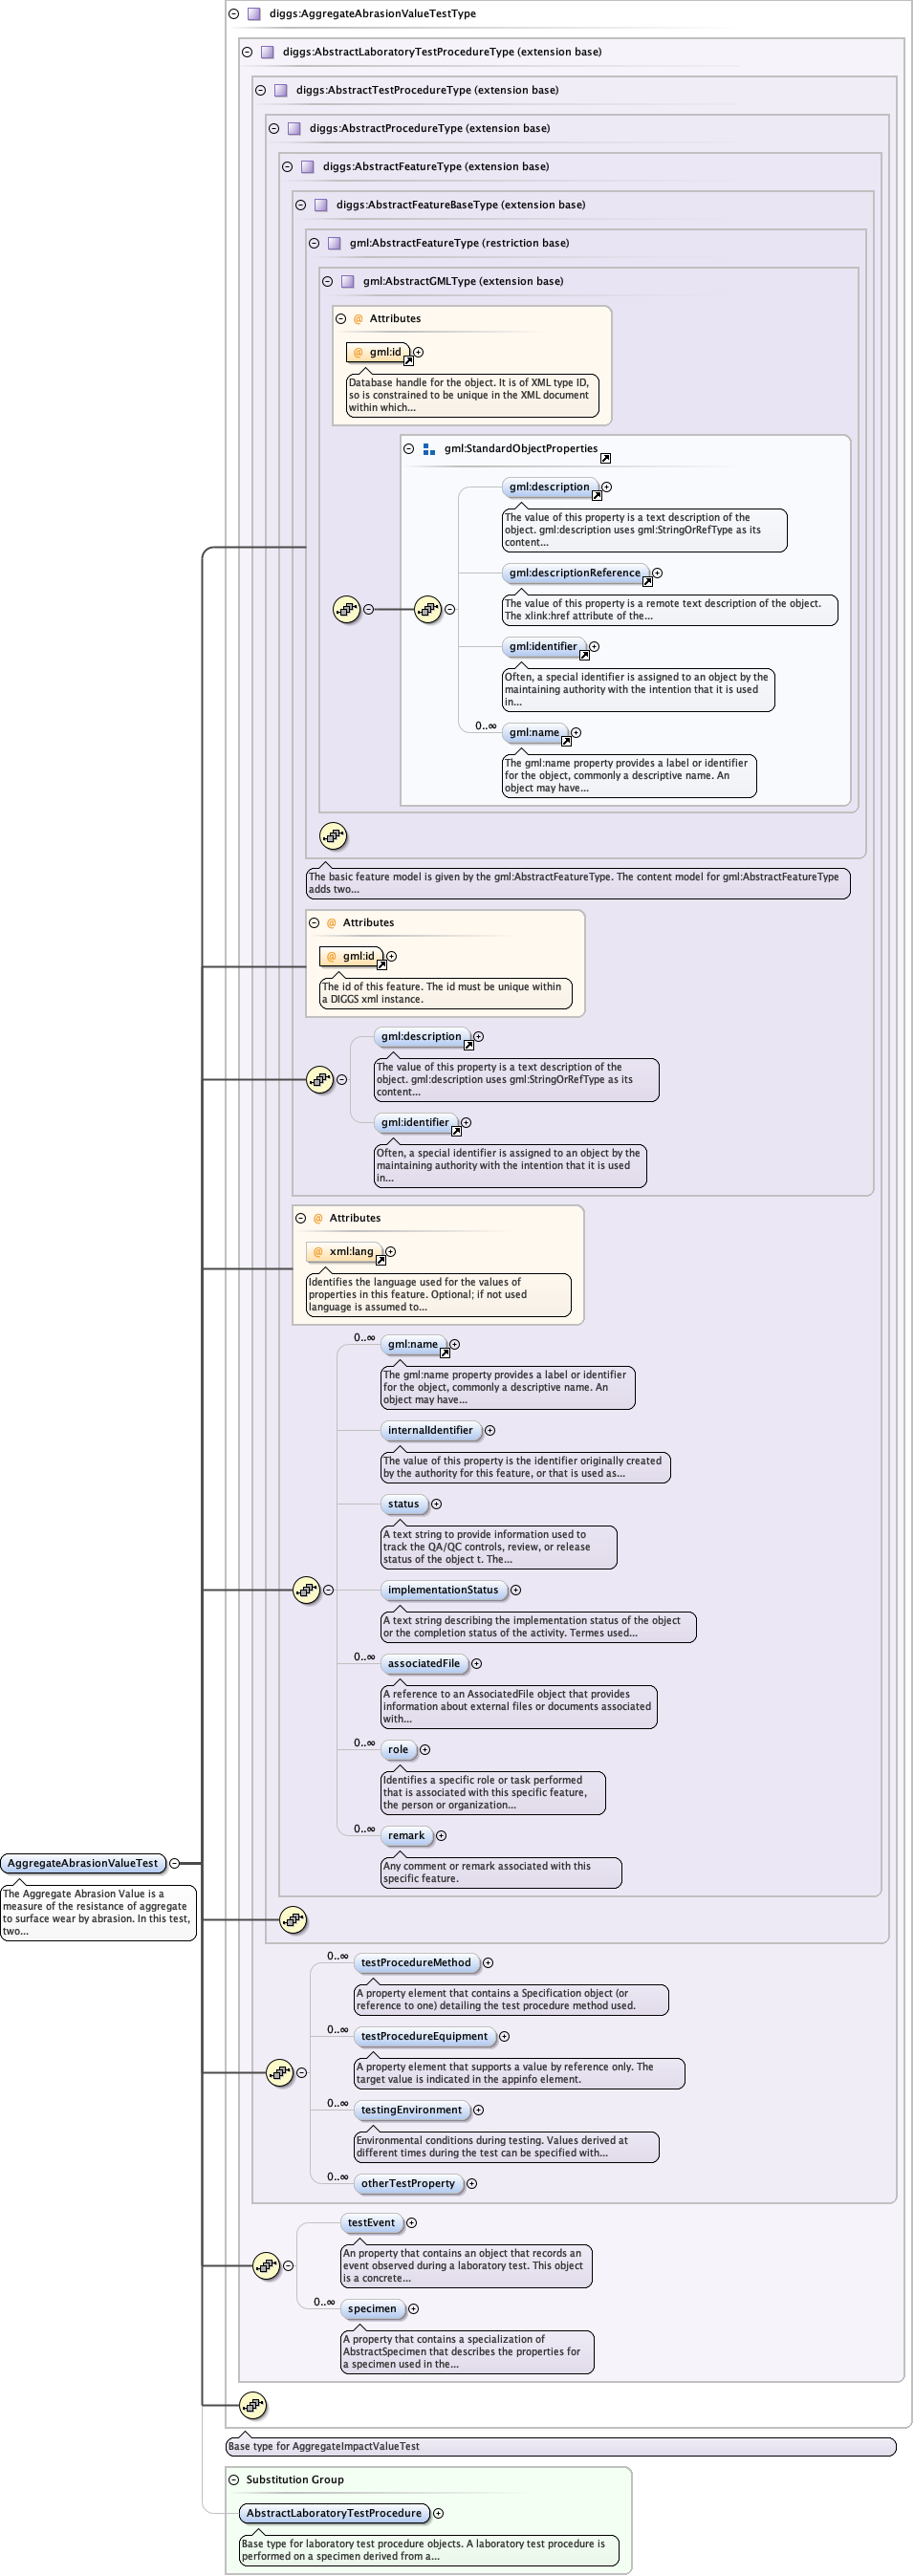 diggs:AggregateAbrasionValueTestType
diggs:AbstractLaboratoryTestProcedureType (extension base)
diggs:AbstractTestProcedureType (extension base)
diggs:AbstractProcedureType (extension base)
diggs:AbstractFeatureType (extension base)
diggs:AbstractFeatureBaseType (extension base)
gml:AbstractFeatureType (restriction base)
gml:AbstractGMLType (extension base)
@ Attributes
@ gml:id
Database handle for the object. It is of XML type ID,
so is constrained to be unique in the XML document
within which...
gml:StandardObjectProperties
gml:description
The value of this property is a text description of the
object. gml:description uses gml:StringOrRefType as its
content...
gml:descriptionReference
The value of this property is a remote text description of the object.
The xlink:href attribute of the...
gml:identifier
Often, a special identifier is assigned to an object by the
maintaining authority with the intention that it is used
in...
0..∞
gml:name
The gml:name property provides a label or identifier
for the object, commonly a descriptive name. An
object may have...
The basic feature model is given by the gml:AbstractFeatureType. The content model for gml:AbstractFeatureType
adds two...
@ Attributes
@ gml:id
The id of this feature. The id must be unique within
a DIGGS xml instance.
gml:description
The value of this property is a text description of the
object. gml:description uses gml:StringOrRefType as its
content...
gml:identifier
Often, a special identifier is assigned to an object by the
maintaining authority with the intention that it is used
in...
@ Attributes
@ xml:lang
Identifies the language used for the values of
properties in this feature. Optional; if not used
language is assumed to...
0..∞
gml:name
The gml:name property provides a label or identifier
for the object, commonly a descriptive name. An
object may have...
internalIdentifier
The value of this property is the identifier originally created
by the authority for this feature, or that is used as...
status
A text string to provide information used to
track the QA/QC controls, review, or release
status of the object t. The...
implementationStatus
A text string describing the implementation status of the object
or the completion status of the activity. Termes used...
0..∞
associatedFile
A reference to an AssociatedFile object that provides
information about external files or documents associated
with...
0..∞
role
Identifies a specific role or task performed
that is associated with this specific feature,
the person or organization...
0..∞
remark
Any comment or remark associated with this
specific feature.
AggregateAbrasionValueTest
The Aggregate Abrasion Value is a
measure of the resistance of aggregate
to surface wear by abrasion. In this test,
two...
0..∞
testProcedureMethod
A property element that contains a Specification object (or
reference to one) detailing the test procedure method used.
0..∞
testProcedureEquipment
A property element that supports a value by reference only. The
target value is indicated in the appinfo element.
0..∞
testingEnvironment
Environmental conditions during testing. Values derived at
different times during the test can be specified with...
0..∞
otherTestProperty
testEvent
An property that contains an object that records an
event observed during a laboratory test. This object
is a concrete...
0..∞
specimen
A property that contains a specialization of
AbstractSpecimen that describes the properties for
a specimen used in the...
Base type for AggregateImpactValueTest
Substitution Group
AbstractLaboratoryTestProcedure
Base type for laboratory test procedure objects. A laboratory test procedure is
performed on a specimen derived from a...